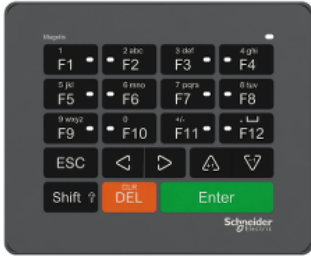 Magelis
1 2 abc 3 def 4 ghi
F1 F2 F3 F4
5 jkl 6 mno 7 pqrs 8 tuv
F5 F6 F7 F8
9 wxyz 0 +/-  .
F9 F10 F11 F12
ESC
CLR
Shift DEL Enter
Schneider
Electric